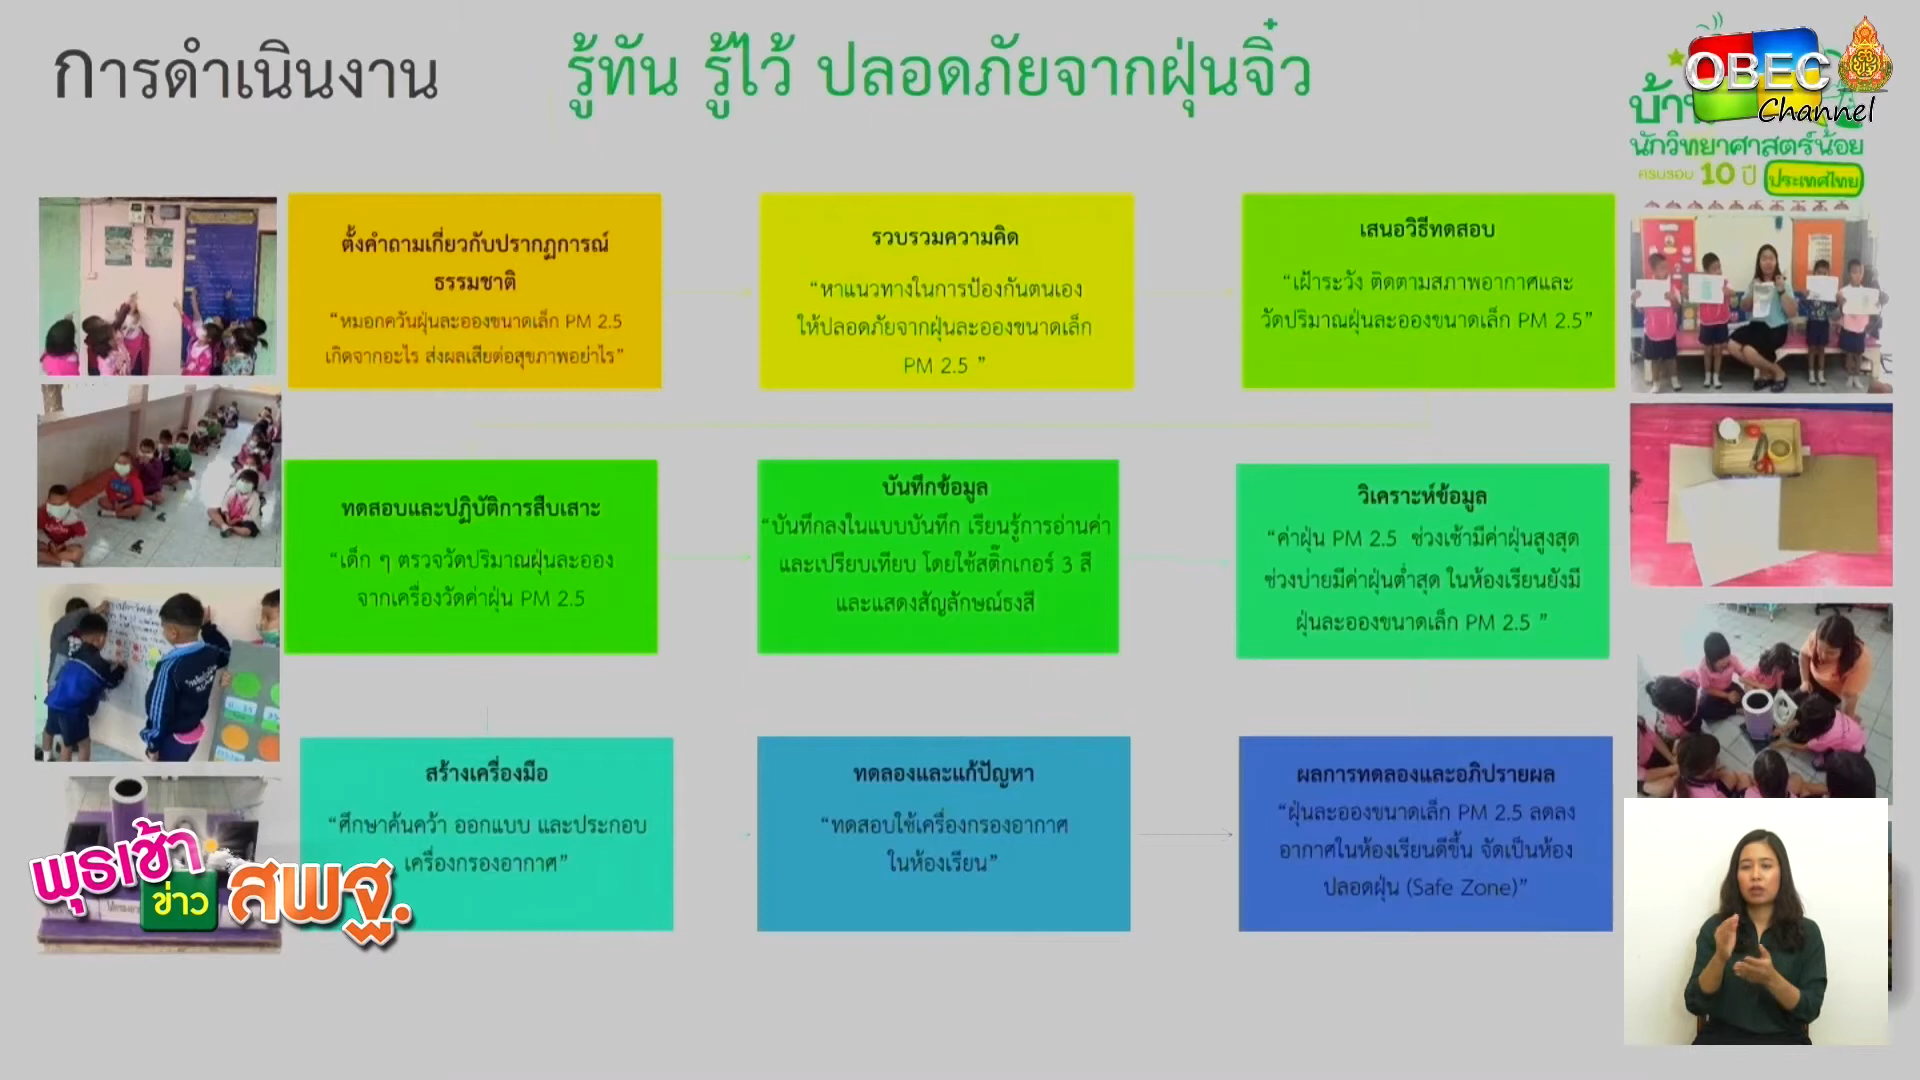 การดำเนินงาน
รู้ทัน รู้ไว้ ปลอดภัยจากฝุ่นจิ๋ว
OBEC
Channel
นักวิทยาศาสตร์น้อย
ครบรอบ 10 ปี ประเทศไทย
ตั้งคำถามเกี่ยวกับปรากฏการณ์
ธรรมชาติ
“หมอกควันฝุ่นละอองขนาดเล็ก PM 2.5
เกิดจากอะไร ส่งผลเสียต่อสุขภาพอย่าไร”
รวบรวมความคิด
“หาแนวทางในการป้องกันตนเอง
ให้ปลอดภัยจากฝุ่นละอองขนาดเล็ก
PM 2.5 ”
เสนอวิธีทดสอบ
“เฝ้าระวัง ติดตามสภาพอากาศและ
วัดปริมาณฝุ่นละอองขนาดเล็ก PM 2.5”
ทดสอบและปฏิบัติการสืบเสาะ
“เด็ก ๆ ตรวจวัดปริมาณฝุ่นละออง
จากเครื่องวัดค่าฝุ่น PM 2.5
บันทึกข้อมูล
“บันทึกลงในแบบบันทึก เรียนรู้การอ่านค่า
และเปรียบเทียบ โดยใช้สติ๊กเกอร์ 3 สี
และแสดงสัญลักษณ์ธงสี
วิเคราะห์ข้อมูล
“ค่าฝุ่น PM 2.5 ช่วงเช้ามีค่าฝุ่นสูงสุด
ช่วงบ่ายมีค่าฝุ่นต่ำสุด ในห้องเรียนยังมี
ฝุ่นละอองขนาดเล็ก PM 2.5 ”
สร้างเครื่องมือ
“ศึกษาค้นคว้า ออกแบบ และประกอบ
เครื่องกรองอากาศ”
ทดลองและแก้ปัญหา
“ทดสอบใช้เครื่องกรองอากาศ
ในห้องเรียน”
ผลการทดลองและอภิปรายผล
“ฝุ่นละอองขนาดเล็ก PM 2.5 ลดลง
อากาศในห้องเรียนดีขึ้น จัดเป็นห้อง
ปลอดฝุ่น (Safe Zone)”
พุธเช้า
ข่าว สพฐ.